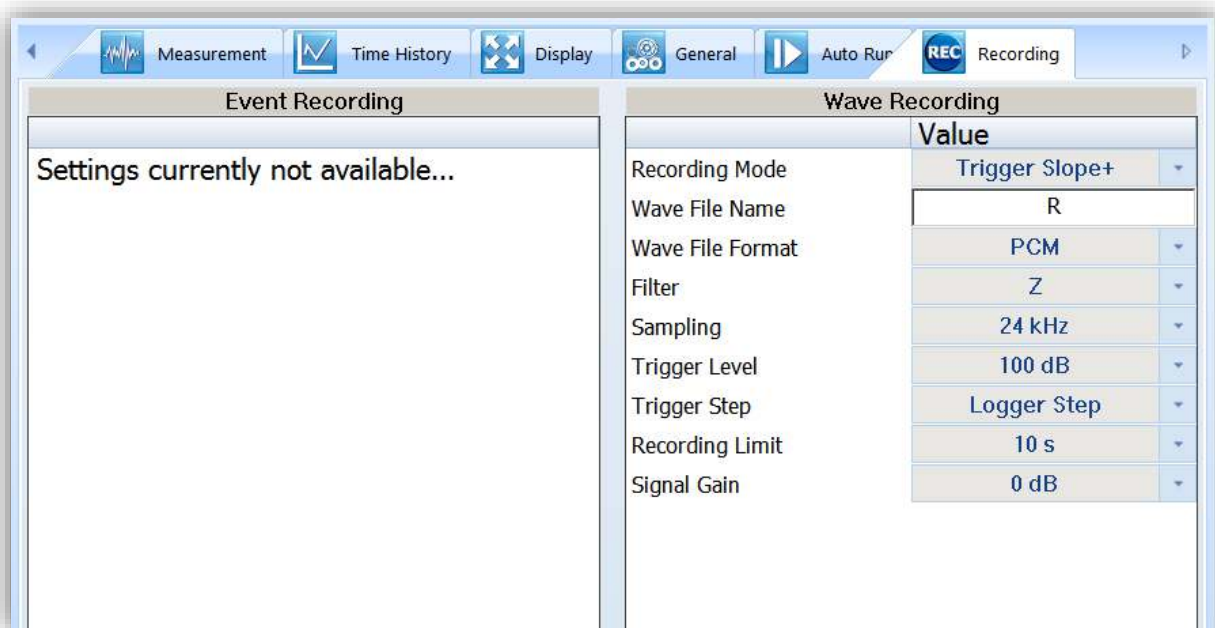 Measurement Time History Display General Auto Run REC Recording
Event Recording
Settings currently not available...
Wave Recording
Value
Recording Mode Trigger Slope+
Wave File Name R
Wave File Format PCM
Filter Z
Sampling 24 kHz
Trigger Level 100 dB
Trigger Step Logger Step
Recording Limit 10 s
Signal Gain 0 dB